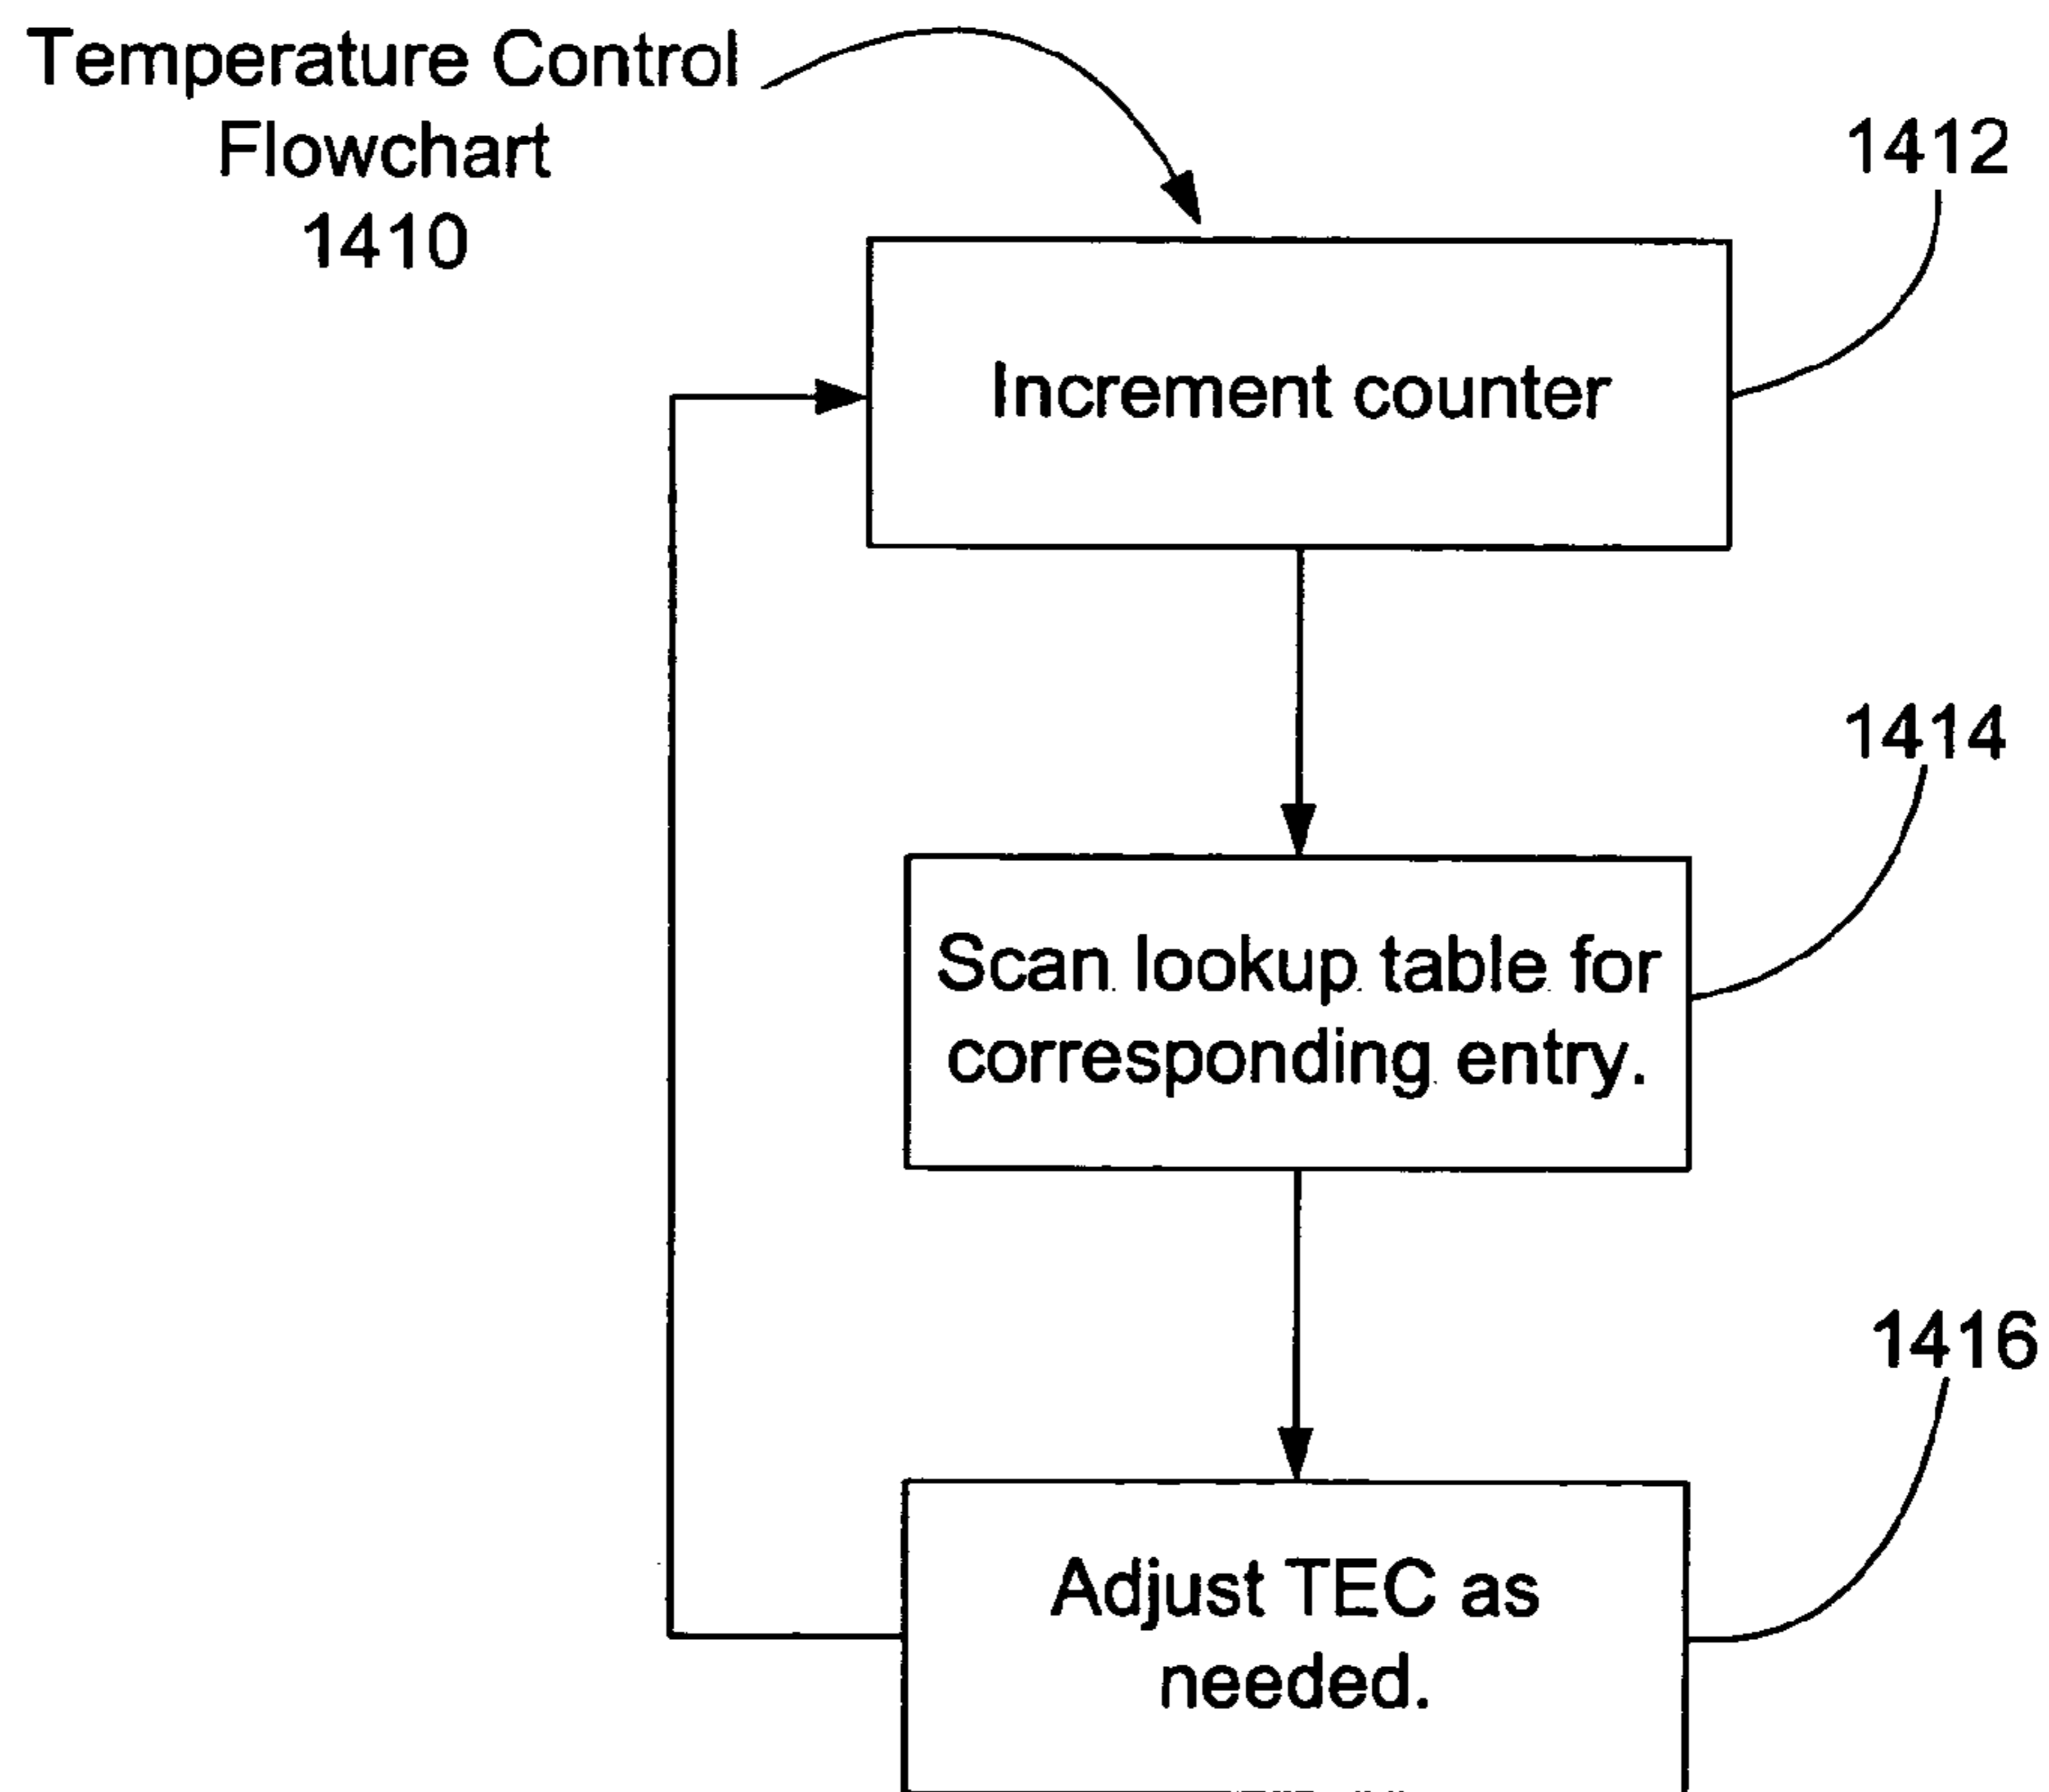 Temperature Control
Flowchart
1410
1412
Increment counter
1414
Scan lookup table for
corresponding entry.
1416
Adjust TEC as
needed.